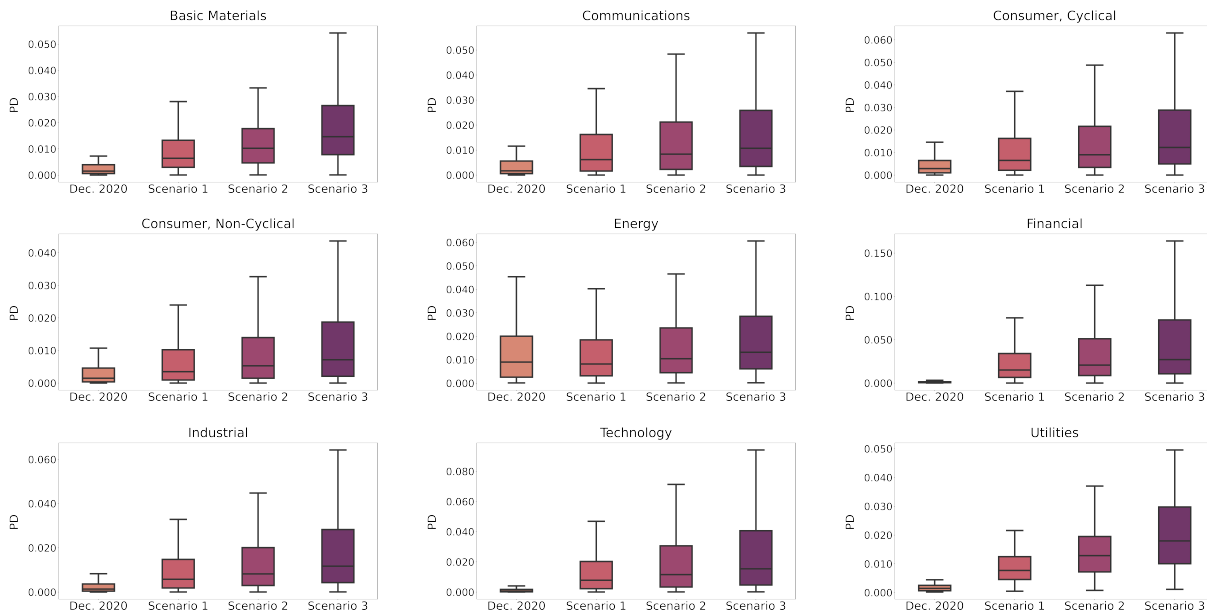 Basic Materials
PD
0.050
0.040
0.030
0.020
0.010
0.000
Dec. 2020 Scenario 1 Scenario 2 Scenario 3
Communications
PD
0.050
0.040
0.030
0.020
0.010
0.000
Dec. 2020 Scenario 1 Scenario 2 Scenario 3
Consumer, Cyclical
PD
0.060
0.050
0.040
0.030
0.020
0.010
0.000
Dec. 2020 Scenario 1 Scenario 2 Scenario 3
Consumer, Non-Cyclical
PD
0.040
0.030
0.020
0.010
0.000
Dec. 2020 Scenario 1 Scenario 2 Scenario 3
Energy
PD
0.060
0.050
0.040
0.030
0.020
0.010
0.000
Dec. 2020 Scenario 1 Scenario 2 Scenario 3
Financial
PD
0.150
0.100
0.050
0.000
Dec. 2020 Scenario 1 Scenario 2 Scenario 3
Industrial
PD
0.060
0.040
0.020
0.000
Dec. 2020 Scenario 1 Scenario 2 Scenario 3
Technology
PD
0.080
0.060
0.040
0.020
0.000
Dec. 2020 Scenario 1 Scenario 2 Scenario 3
Utilities
PD
0.050
0.040
0.030
0.020
0.010
0.000
Dec. 2020 Scenario 1 Scenario 2 Scenario 3